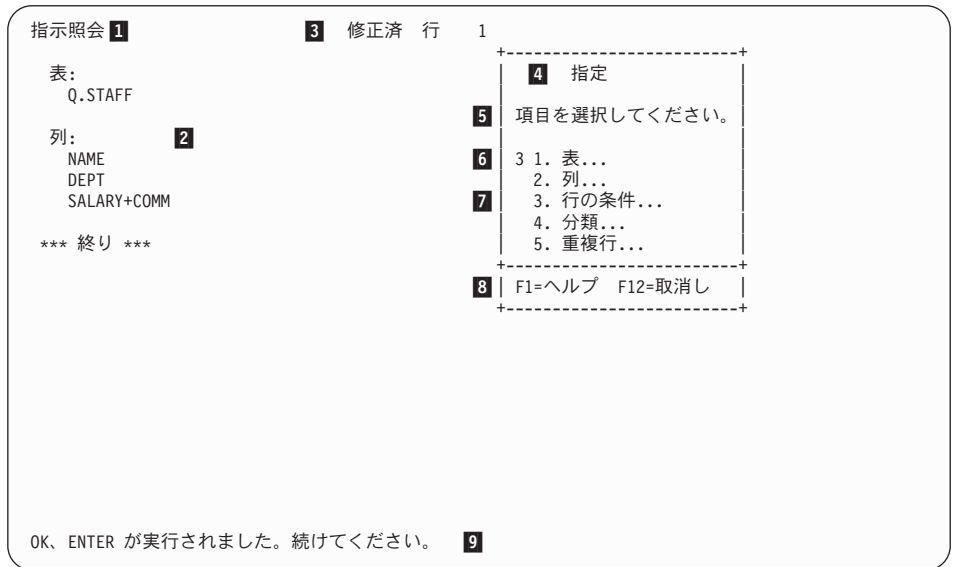 指示照会 1 3 修正済 行 1
+--------------------------+
表: | 4 指定 |
Q.STAFF | |
5 | 項目を選択してください。|
列: 2 | |
NAME 6 | 3 1. 表... |
DEPT | 2. 列... |
SALARY+COMM 7 | 3. 行の条件... |
| 4. 分類... |
*** 終り *** | 5. 重複行... |
+--------------------------+
8 | F1=ヘルプ F12=取消し |
+--------------------------+
OK、ENTER が実行されました。続けてください。 9